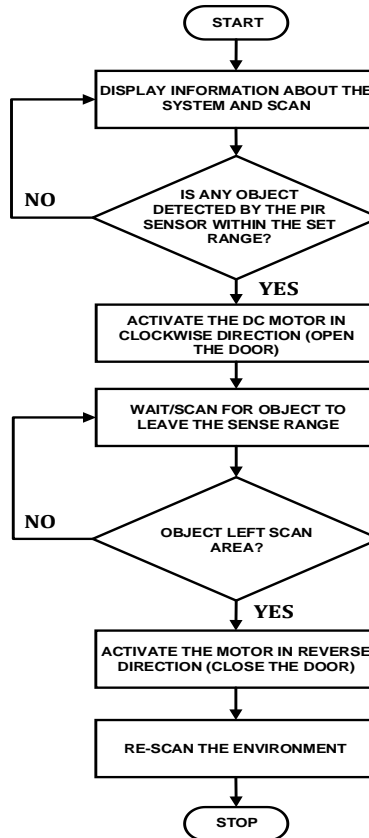 START
DISPLAY INFORMATION ABOUT THE
SYSTEM AND SCAN
IS ANY OBJECT
DETECTED BY THE PIR
SENSOR WITHIN THE SET
RANGE?
NO
YES
ACTIVATE THE DC MOTOR IN
CLOCKWISE DIRECTION (OPEN
THE DOOR)
WAIT/SCAN FOR OBJECT TO
LEAVE THE SENSE RANGE
NO
OBJECT LEFT SCAN
AREA?
YES
ACTIVATE THE MOTOR IN REVERSE
DIRECTION (CLOSE THE DOOR)
RE-SCAN THE ENVIRONMENT
STOP